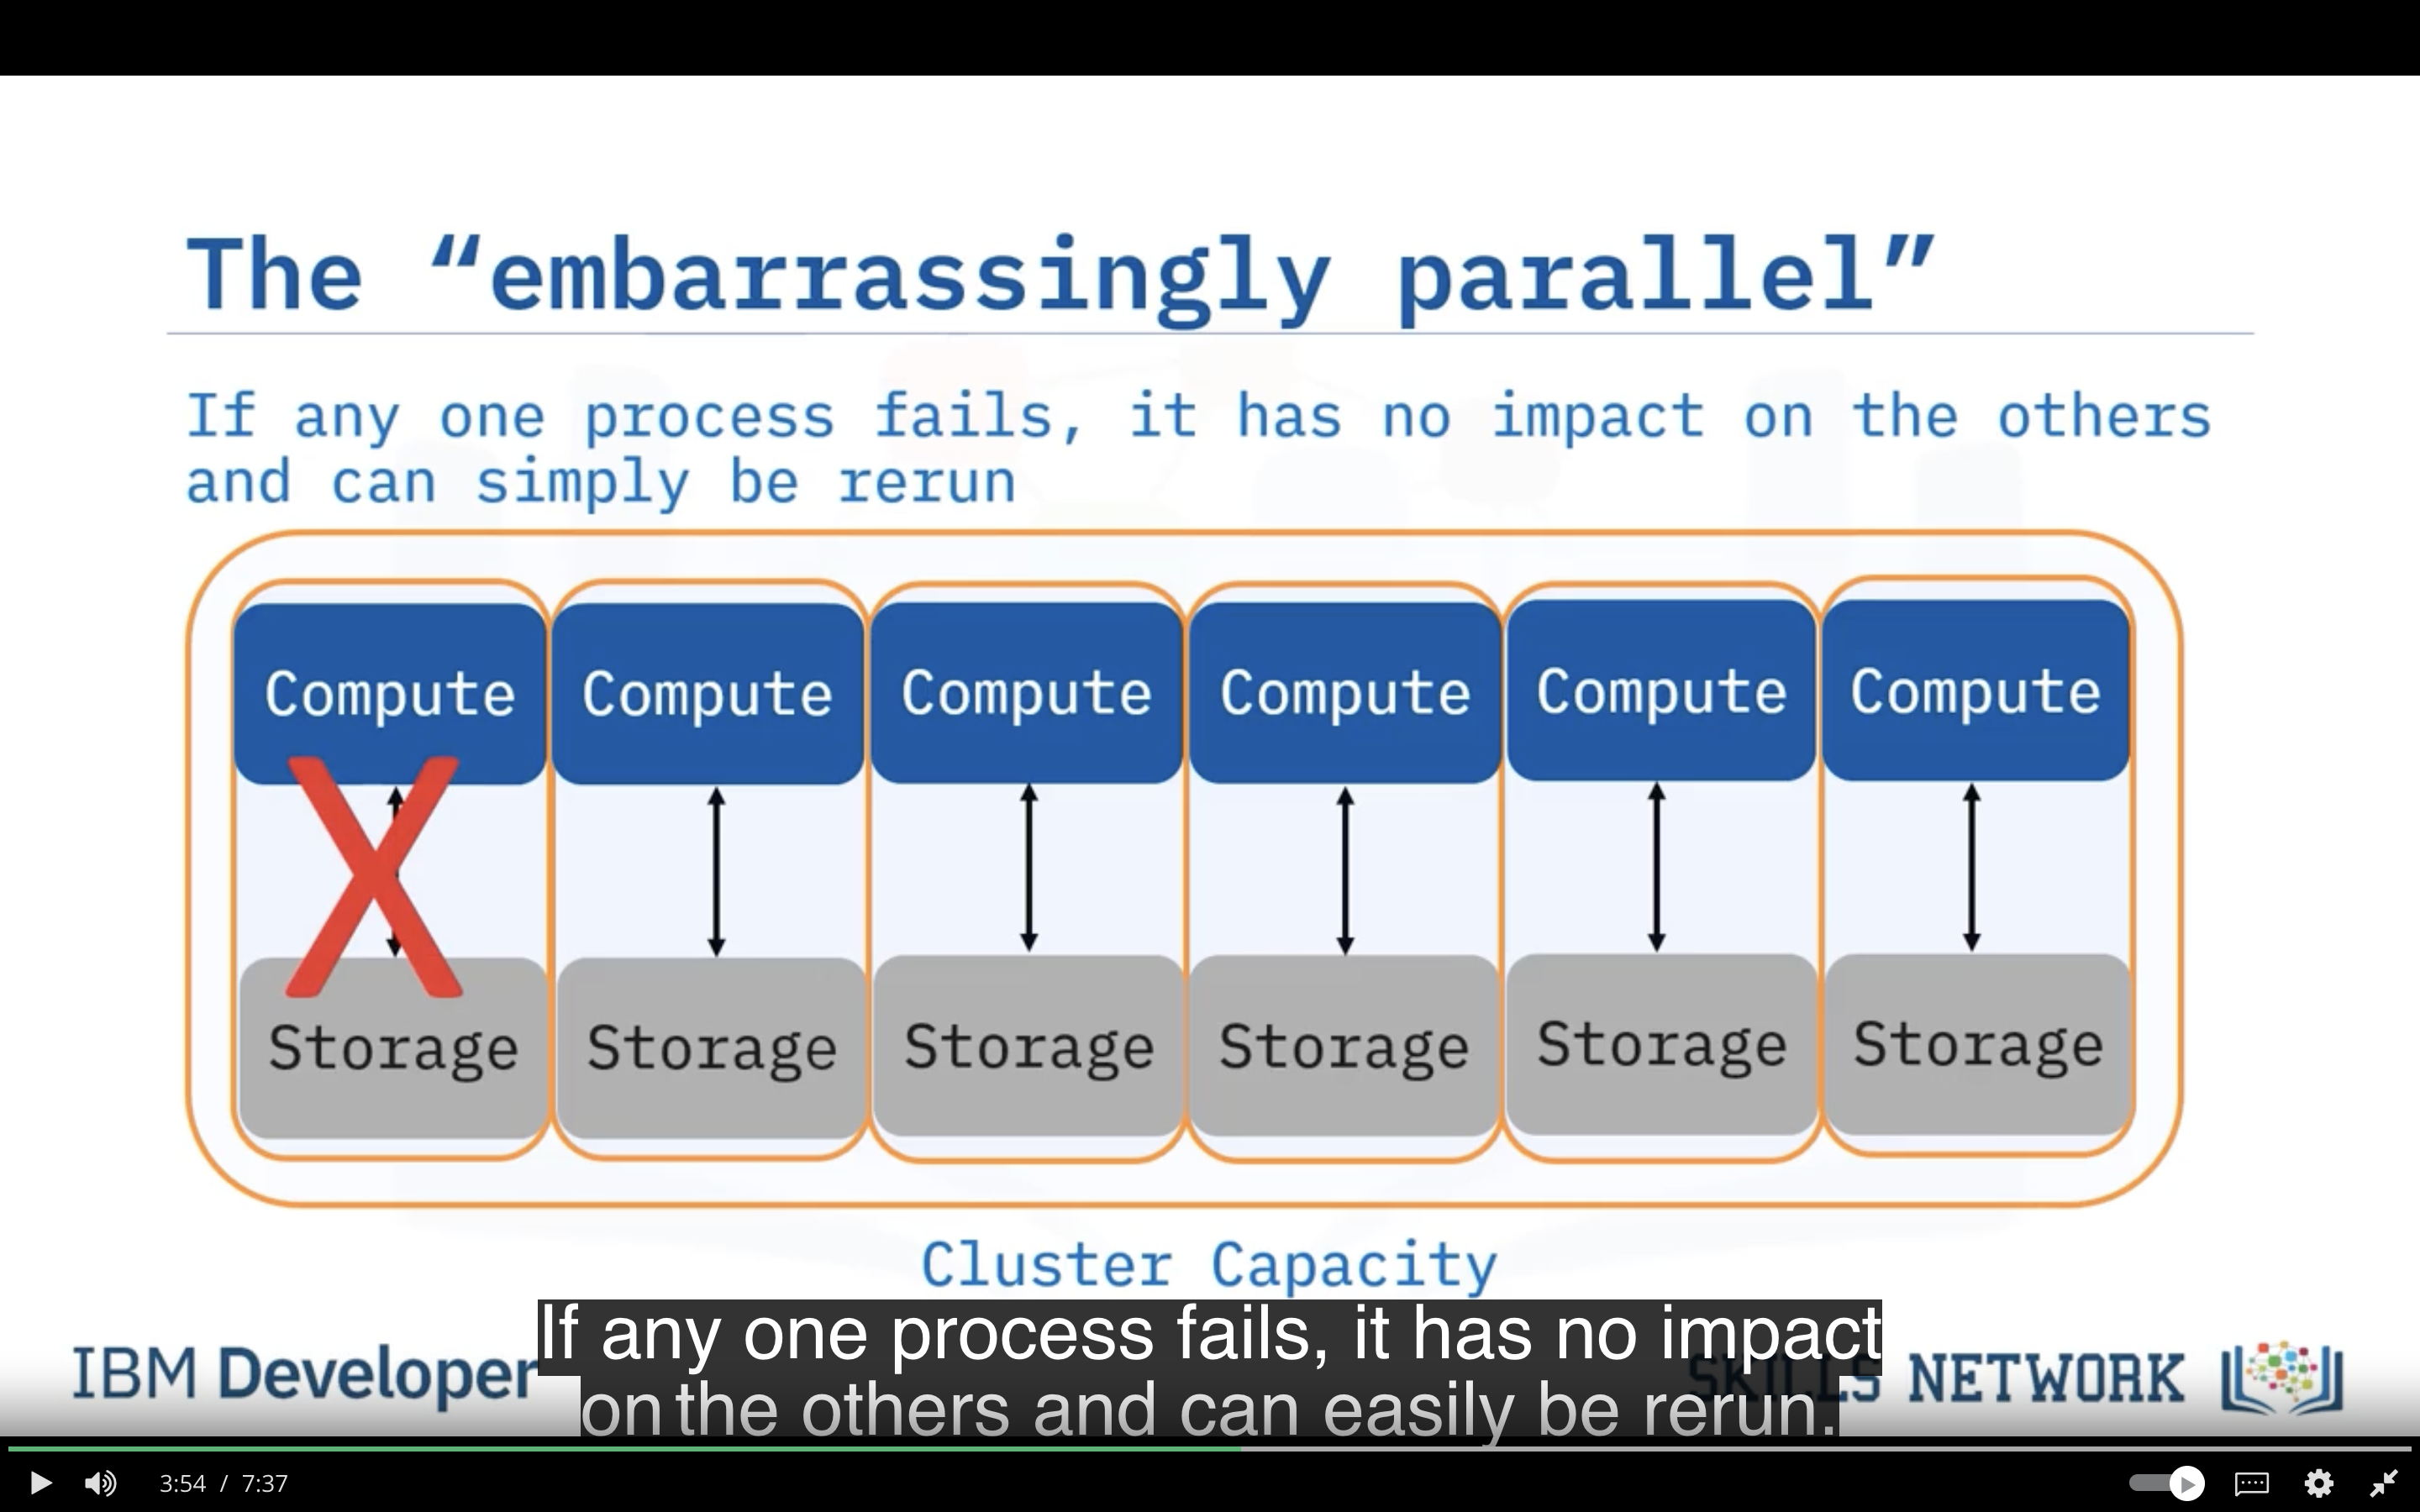 The “embarrassingly parallel”
If any one process fails, it has no impact on the others
and can simply be rerun
Compute Compute Compute Compute Compute Compute
X
Storage Storage Storage Storage Storage Storage
Cluster Capacity
If any one process fails, it has no impact
on the others and can easily be rerun.
IBM Developer
SKILLS NETWORK
3:54 / 7:37